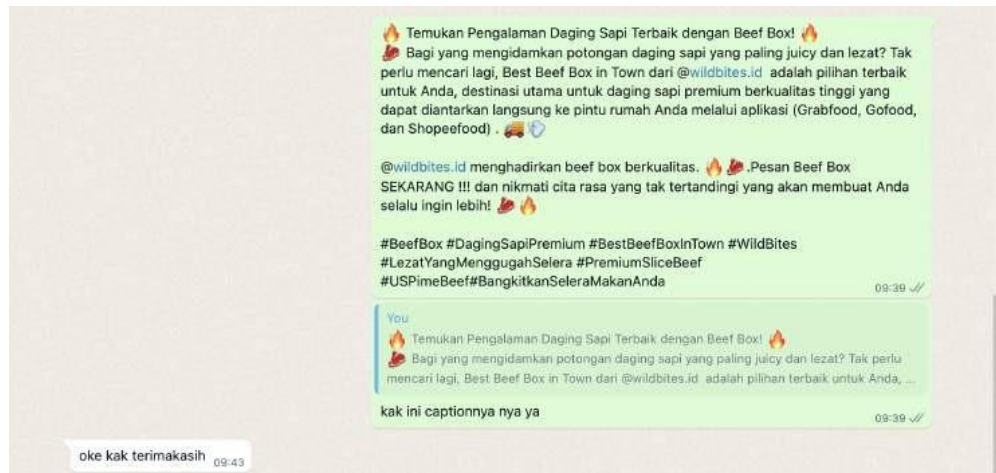 🔥 Temukan Pengalaman Daging Sapi Terbaik dengan Beef Box! 🔥
🥩 Bagi yang mengidamkan potongan daging sapi yang paling juicy dan lezat? Tak
perlu mencari lagi, Best Beef Box in Town dari @wildbites.id adalah pilihan terbaik
untuk Anda, destinasi utama untuk daging sapi premium berkualitas tinggi yang
dapat diantarkan langsung ke pintu rumah Anda melalui aplikasi (Grabfood, Gofood,
dan Shopeefood) . 🚚💨
@wildbites.id menghadirkan beef box berkualitas. 🔥🥩.Pesan Beef Box
SEKARANG !!! dan nikmati cita rasa yang tak tertandingi yang akan membuat Anda
selalu ingin lebih! 🥩🔥
#BeefBox #DagingSapiPremium #BestBeefBoxInTown #WildBites
#LezatYangMenggugahSelera #PremiumSliceBeef
#USPimeBeef#BangkitkanSeleraMakanAnda
09:39
You
🔥 Temukan Pengalaman Daging Sapi Terbaik dengan Beef Box! 🔥
🥩 Bagi yang mengidamkan potongan daging sapi yang paling juicy dan lezat? Tak perlu
mencari lagi, Best Beef Box in Town dari @wildbites.id adalah pilihan terbaik untuk Anda, ...
kak ini captionnya nya ya
09:39
oke kak terimakasih 09:43